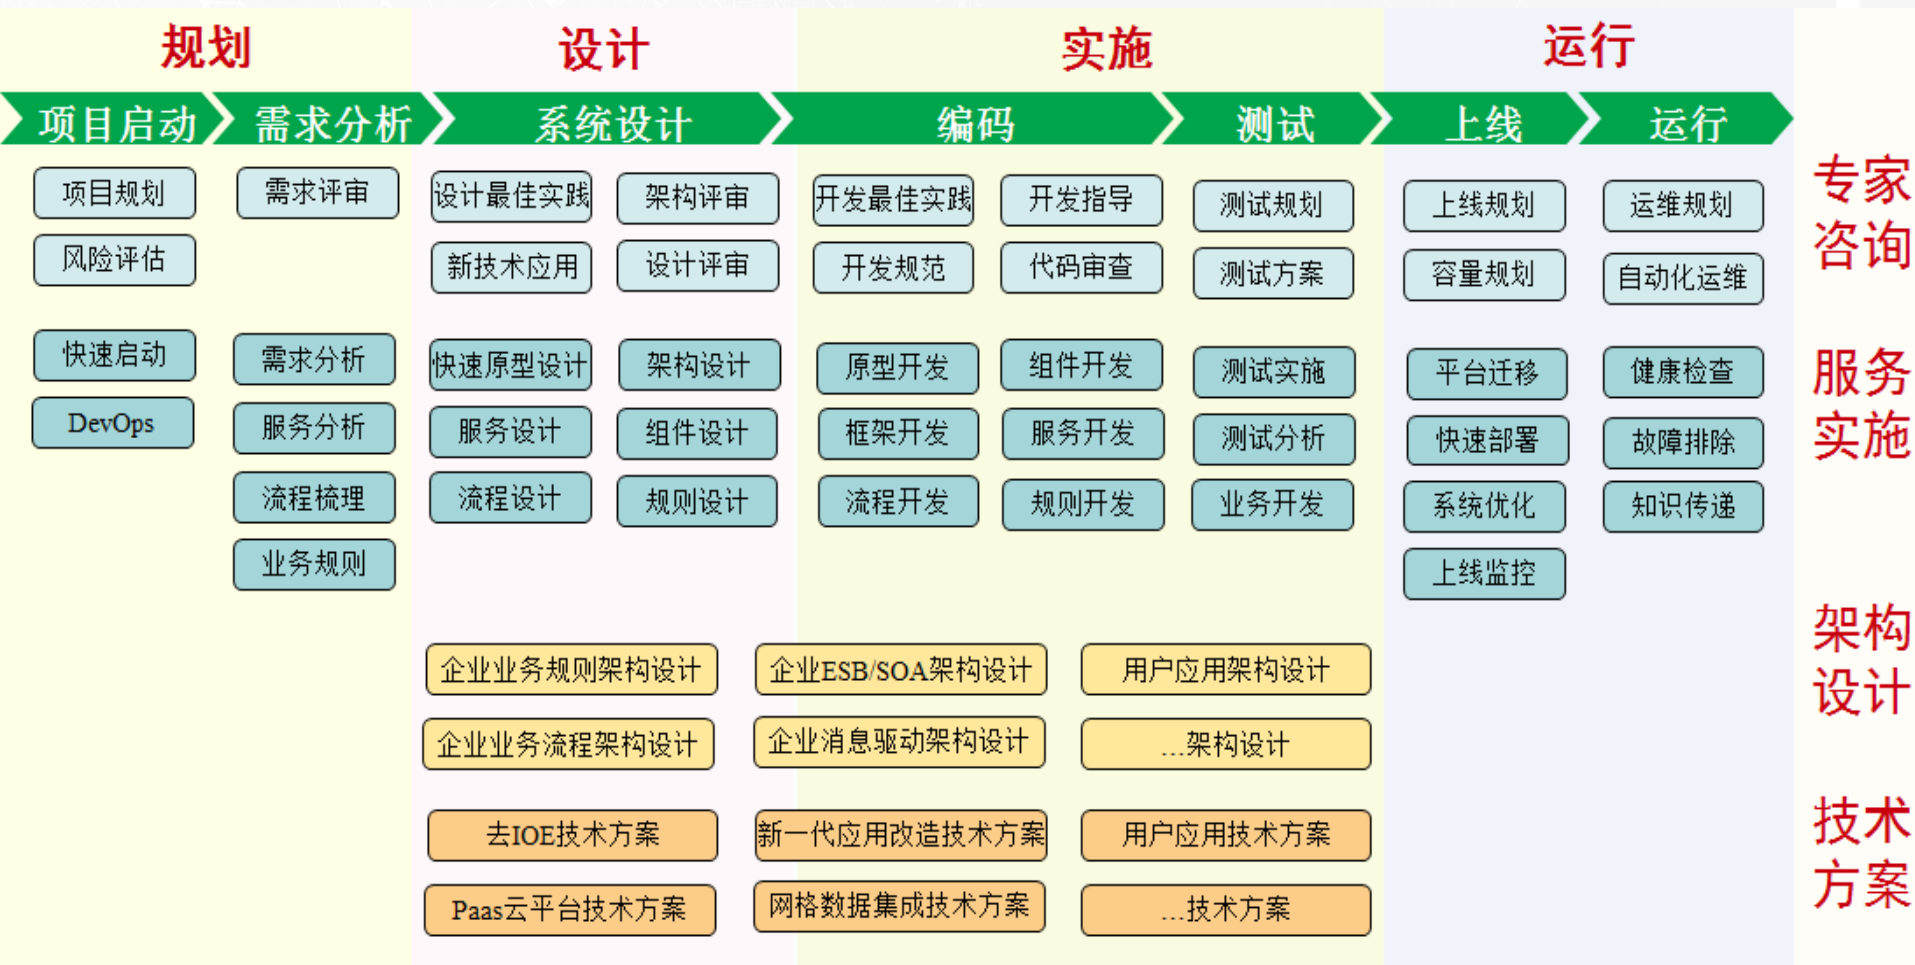 规划
设计
实施
运行
项目启动
需求分析
系统设计
编码
测试
上线
运行
项目规划
需求评审
设计最佳实践
架构评审
开发最佳实践
开发指导
测试规划
上线规划
运维规划
专家
咨询
风险评估
新技术应用
设计评审
开发规范
代码审查
测试方案
容量规划
自动化运维
快速启动
需求分析
快速原型设计
架构设计
原型开发
组件开发
测试实施
平台迁移
健康检查
服务
实施
DevOps
服务分析
服务设计
组件设计
框架开发
服务开发
测试分析
快速部署
故障排除
流程梳理
流程设计
规则设计
流程开发
规则开发
业务开发
系统优化
知识传递
业务规则
上线监控
企业业务规则架构设计
企业ESB/SOA架构设计
用户应用架构设计
架构
设计
企业业务流程架构设计
企业消息驱动架构设计
...架构设计
去IOE技术方案
新一代应用改造技术方案
用户应用技术方案
技术
方案
Paas云平台技术方案
网格数据集成技术方案
...技术方案